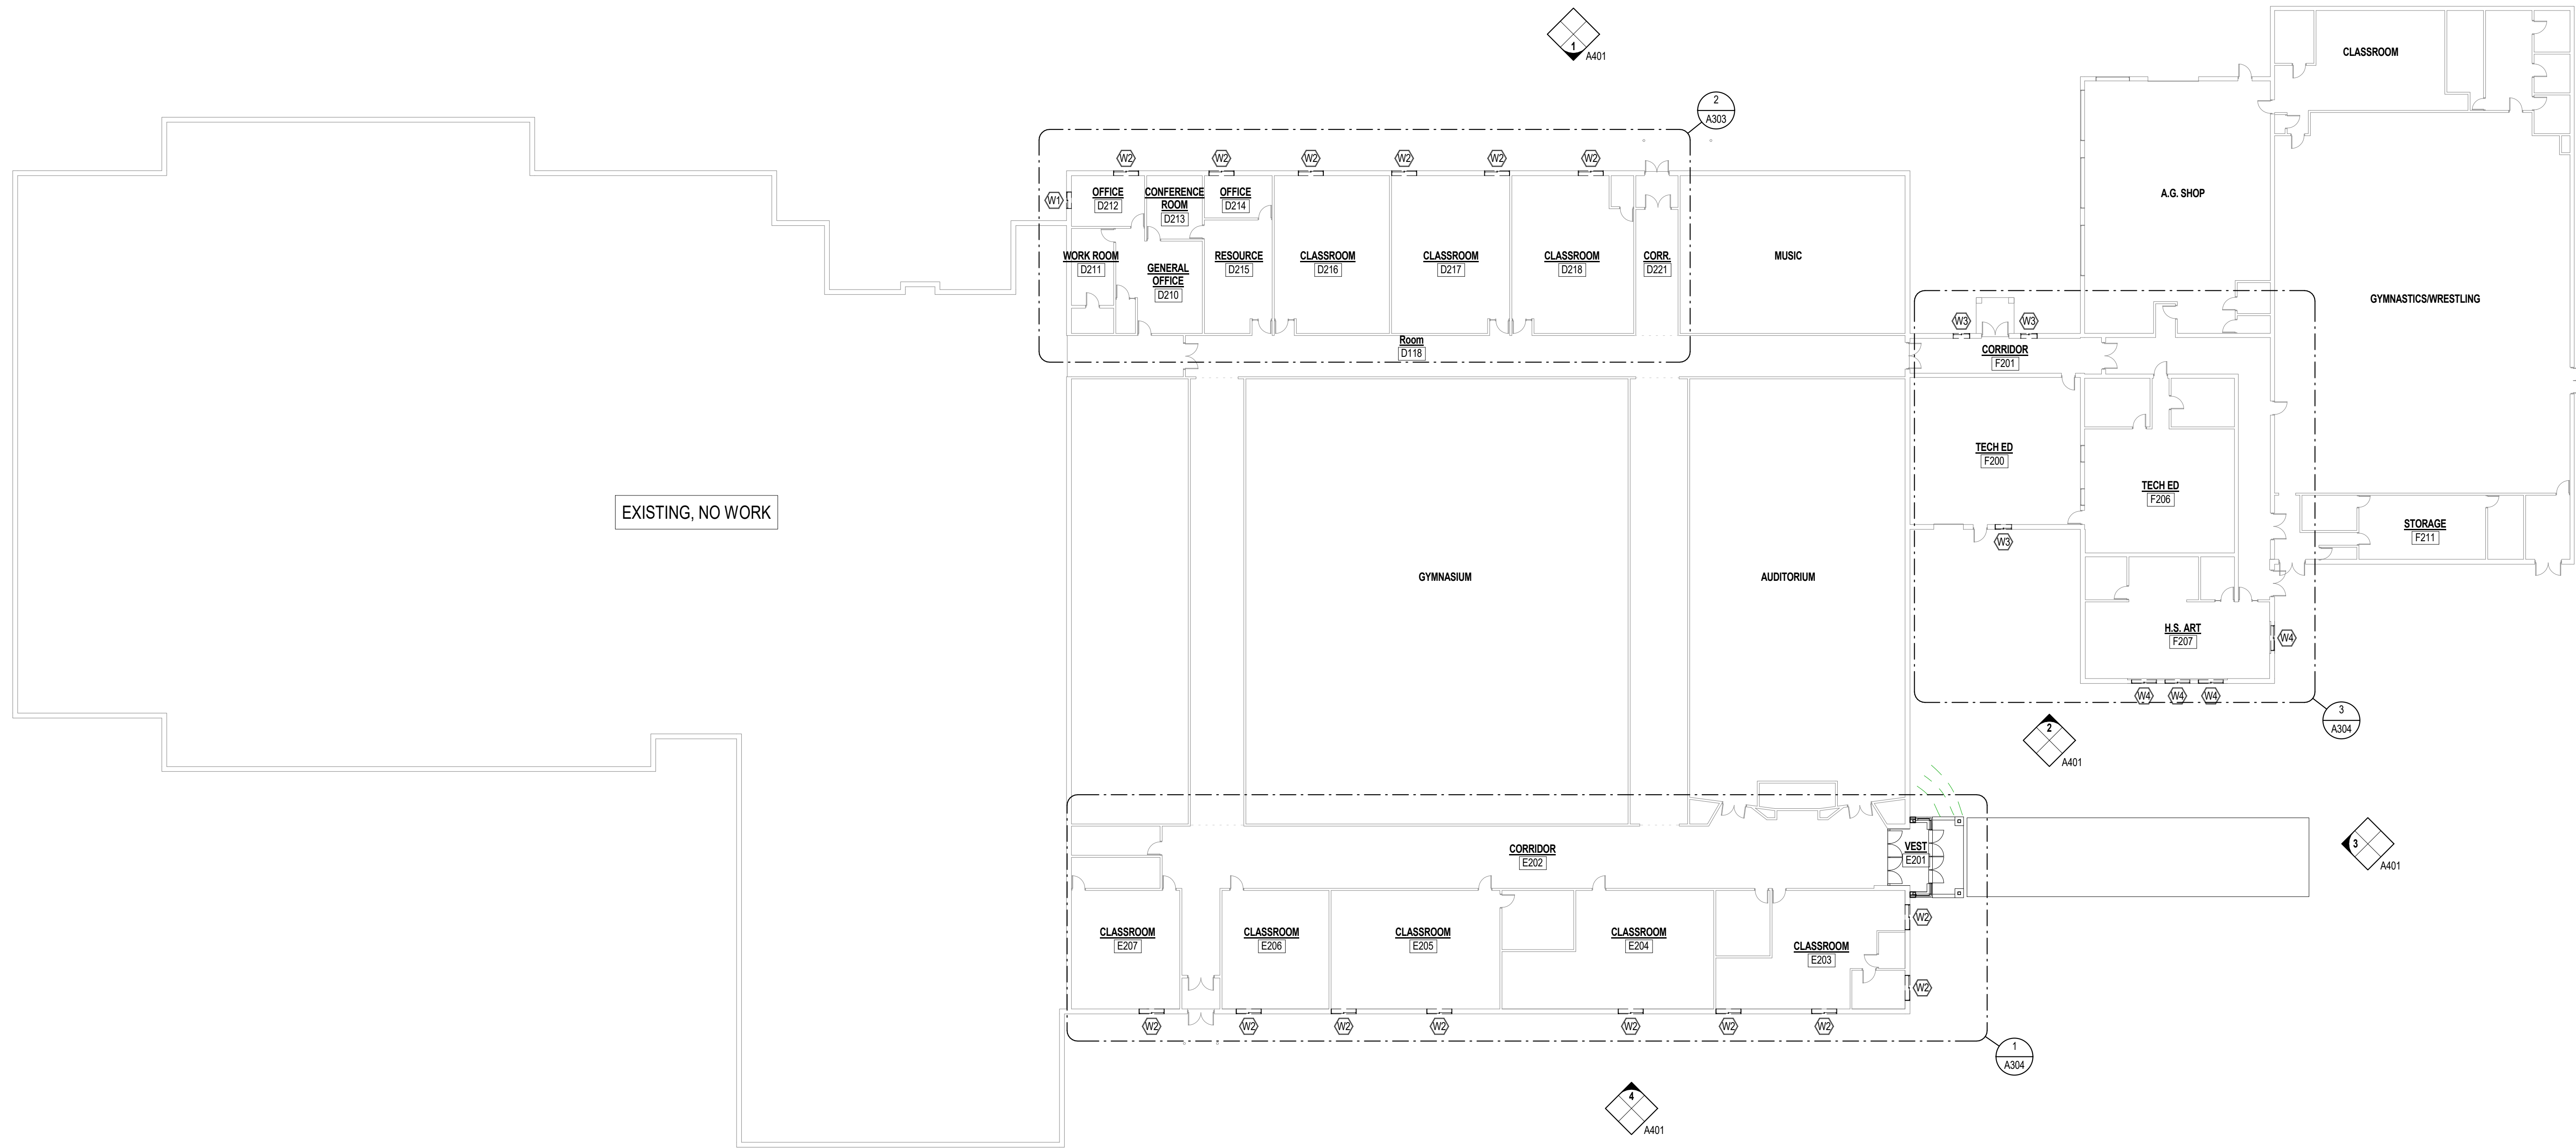 1
A401
CLASSROOM
2
A303
W2
W2
W2
W2
W2
W2
W1
OFFICE
D212
CONFERENCE
ROOM
D213
OFFICE
D214
A.G. SHOP
WORK ROOM
D211
GENERAL
OFFICE
D210
RESOURCE
D215
CLASSROOM
D216
CLASSROOM
D217
CLASSROOM
D218
CORR.
D221
MUSIC
GYMNASTICS/WRESTLING
W3
W3
Room
D118
CORRIDOR
F201
TECH ED
F200
TECH ED
F206
EXISTING, NO WORK
STORAGE
F211
W3
GYMNASIUM
AUDITORIUM
H.S. ART
F207
W4
W4
W4
W4
3
A304
2
A401
CORRIDOR
E202
VEST
E201
3
A401
W2
CLASSROOM
E207
CLASSROOM
E206
CLASSROOM
E205
CLASSROOM
E204
CLASSROOM
E203
W2
W2
W2
W2
W2
W2
W2
W2
1
A304
4
A401